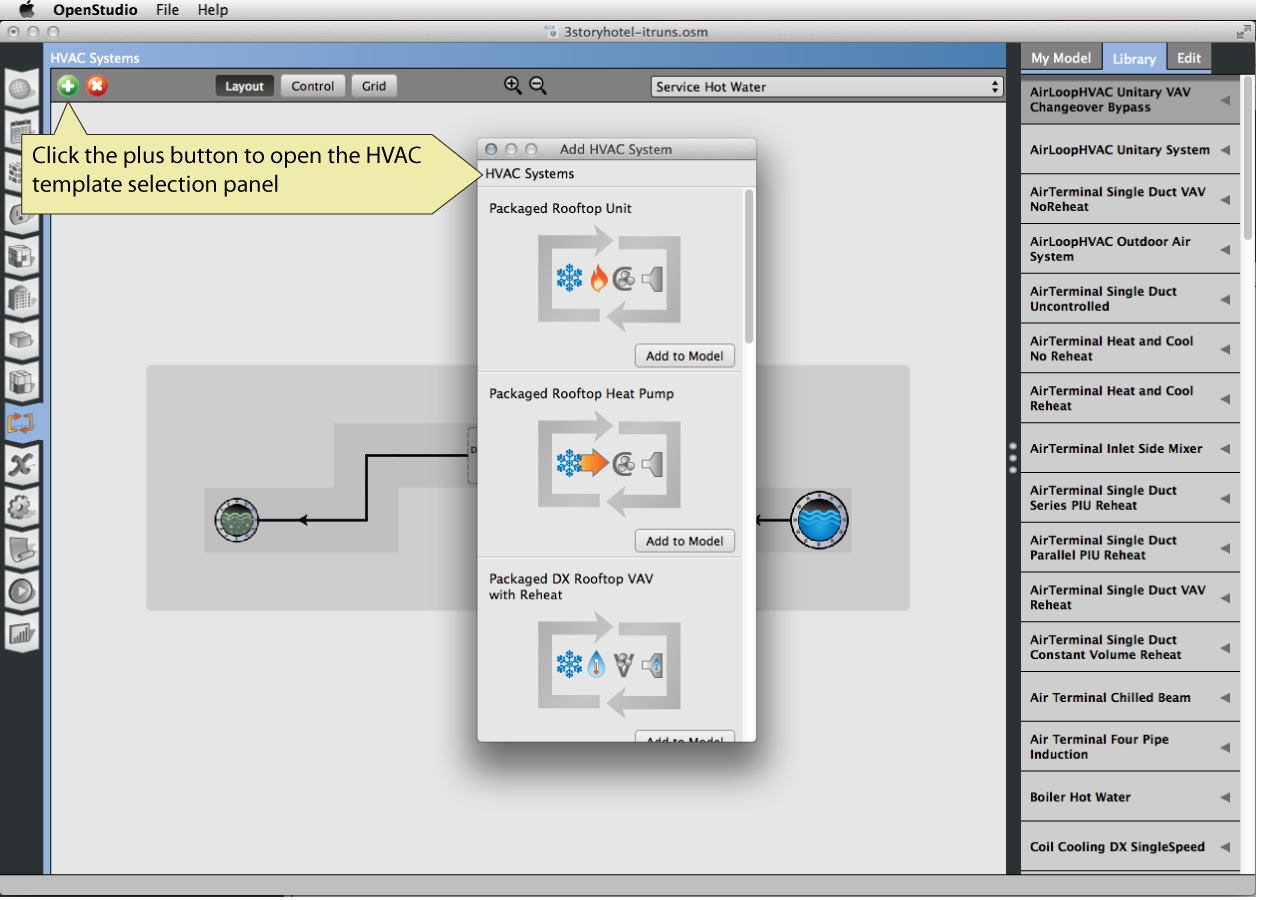 OpenStudio File Help
3storyhotel-itruns.osm
HVAC Systems
Layout Control Grid
Service Hot Water
Click the plus button to open the HVAC
template selection panel
Add HVAC System
HVAC Systems
Packaged Rooftop Unit
Add to Model
Packaged Rooftop Heat Pump
Add to Model
Packaged DX Rooftop VAV
with Reheat
Add to Model
D
My Model Library Edit
AirLoopHVAC Unitary VAV
Changeover Bypass
AirLoopHVAC Unitary System
AirTerminal Single Duct VAV
NoReheat
AirLoopHVAC Outdoor Air
System
AirTerminal Single Duct
Uncontrolled
AirTerminal Heat and Cool
No Reheat
AirTerminal Heat and Cool
Reheat
AirTerminal Inlet Side Mixer
AirTerminal Single Duct
Series PIU Reheat
AirTerminal Single Duct
Parallel PIU Reheat
AirTerminal Single Duct VAV
Reheat
AirTerminal Single Duct
Constant Volume Reheat
Air Terminal Chilled Beam
Air Terminal Four Pipe
Induction
Boiler Hot Water
Coil Cooling DX SingleSpeed